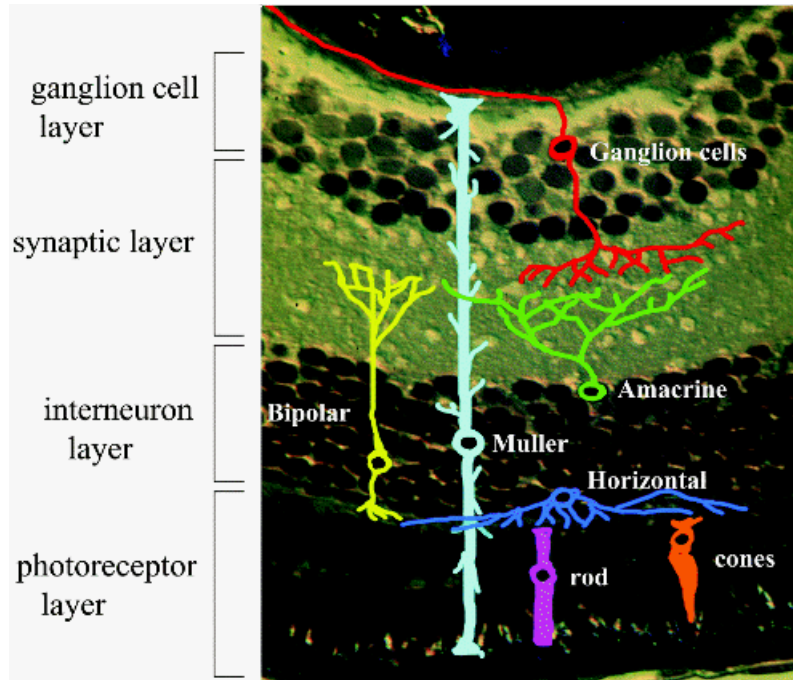 ganglion cell
layer
Ganglion cells
synaptic layer
interneuron
layer
Bipolar
Amacrine
Muller
Horizontal
photoreceptor
layer
rod
cones